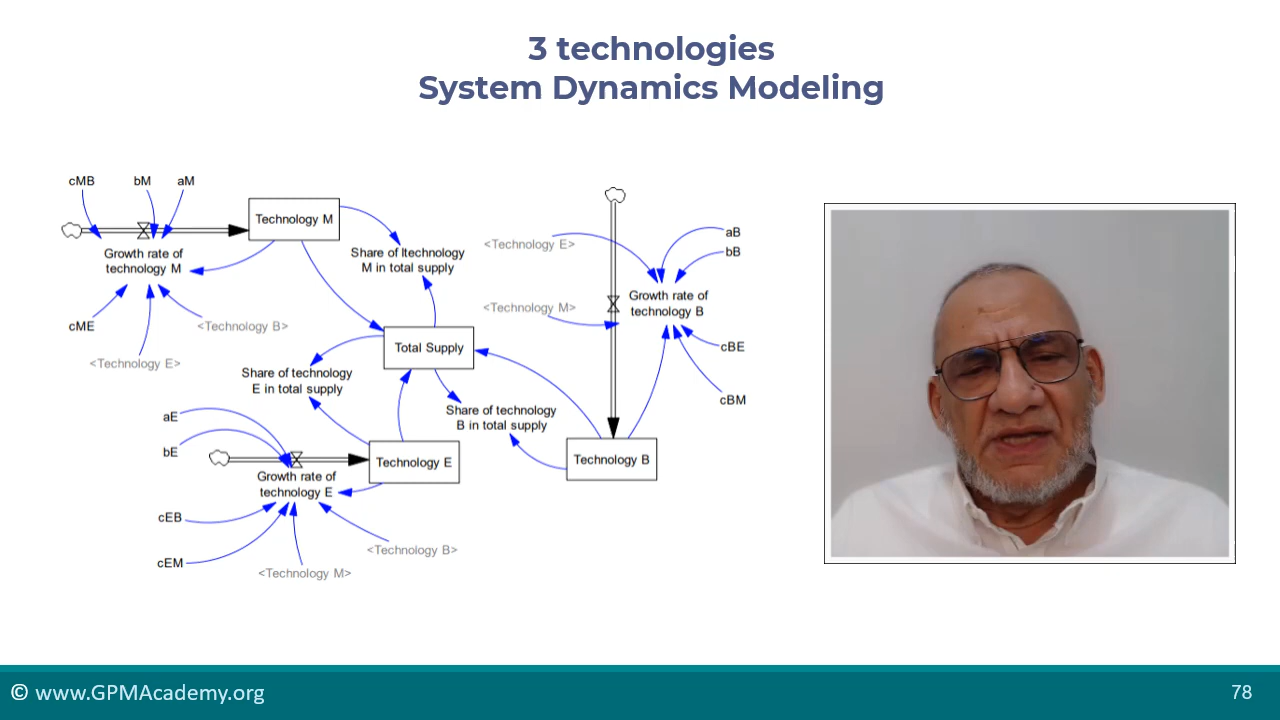 3 technologies
System Dynamics Modeling
cMB
bM
aM
Technology M
Growth rate of
technology M
Share of ltechnology
M in total supply
cME
<Technology B>
<Technology E>
<Technology E>
<Technology M>
aB
bB
Growth rate of
technology B
cBE
cBM
Total Supply
Share of technology
E in total supply
Share of technology
B in total supply
aE
bE
Technology E
Growth rate of
technology E
Technology B
cEB
cEM
<Technology B>
<Technology M>
© www.GPMAcademy.org
78